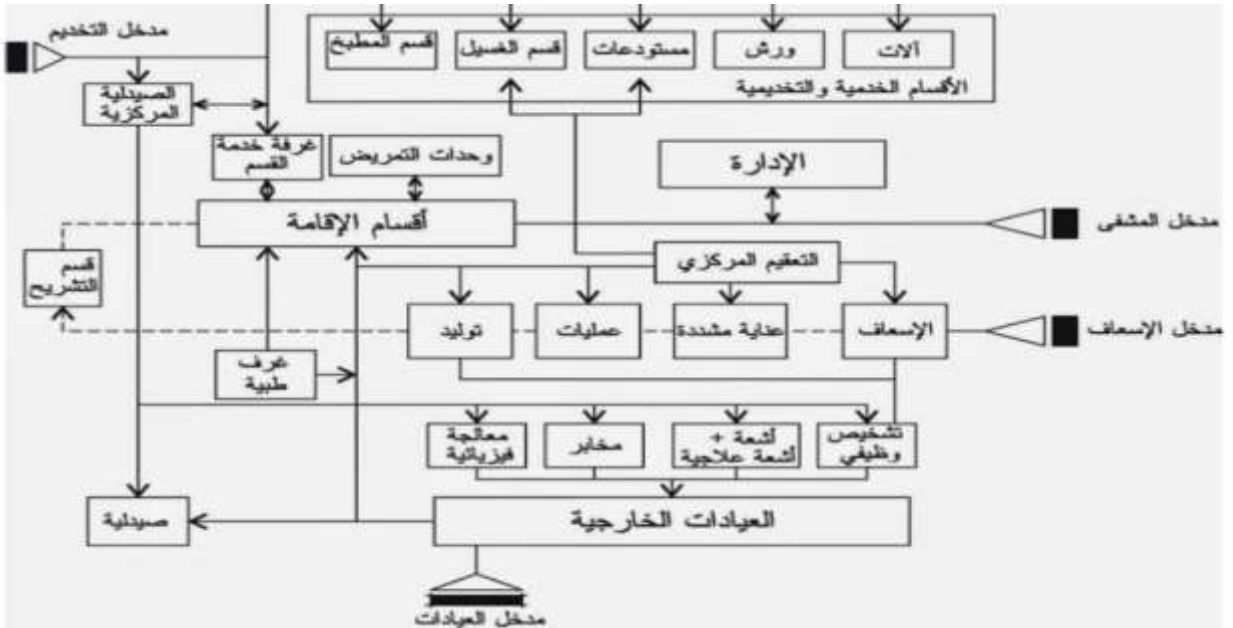 مدخل التخديم
آلات
ورش
مستودعات
قسم الغسيل
قسم المطبخ
الأقسام الخدمية والتخديمية
الصيدلية
المركزية
غرفة خدمة
القسم
وحدات التمريض
الإدارة
أقسام الإقامة
مدخل المشفى
قسم
التشريح
التعقيم المركزي
الإسعاف
عناية مشددة
عمليات
توليد
مدخل الإسعاف
غرف
طبية
تشخيص
وظيفي
أشعة +
أشعة علاجية
مخابر
معالجة
فيزيائية
العيادات الخارجية
صيدلية
مدخل العيادات